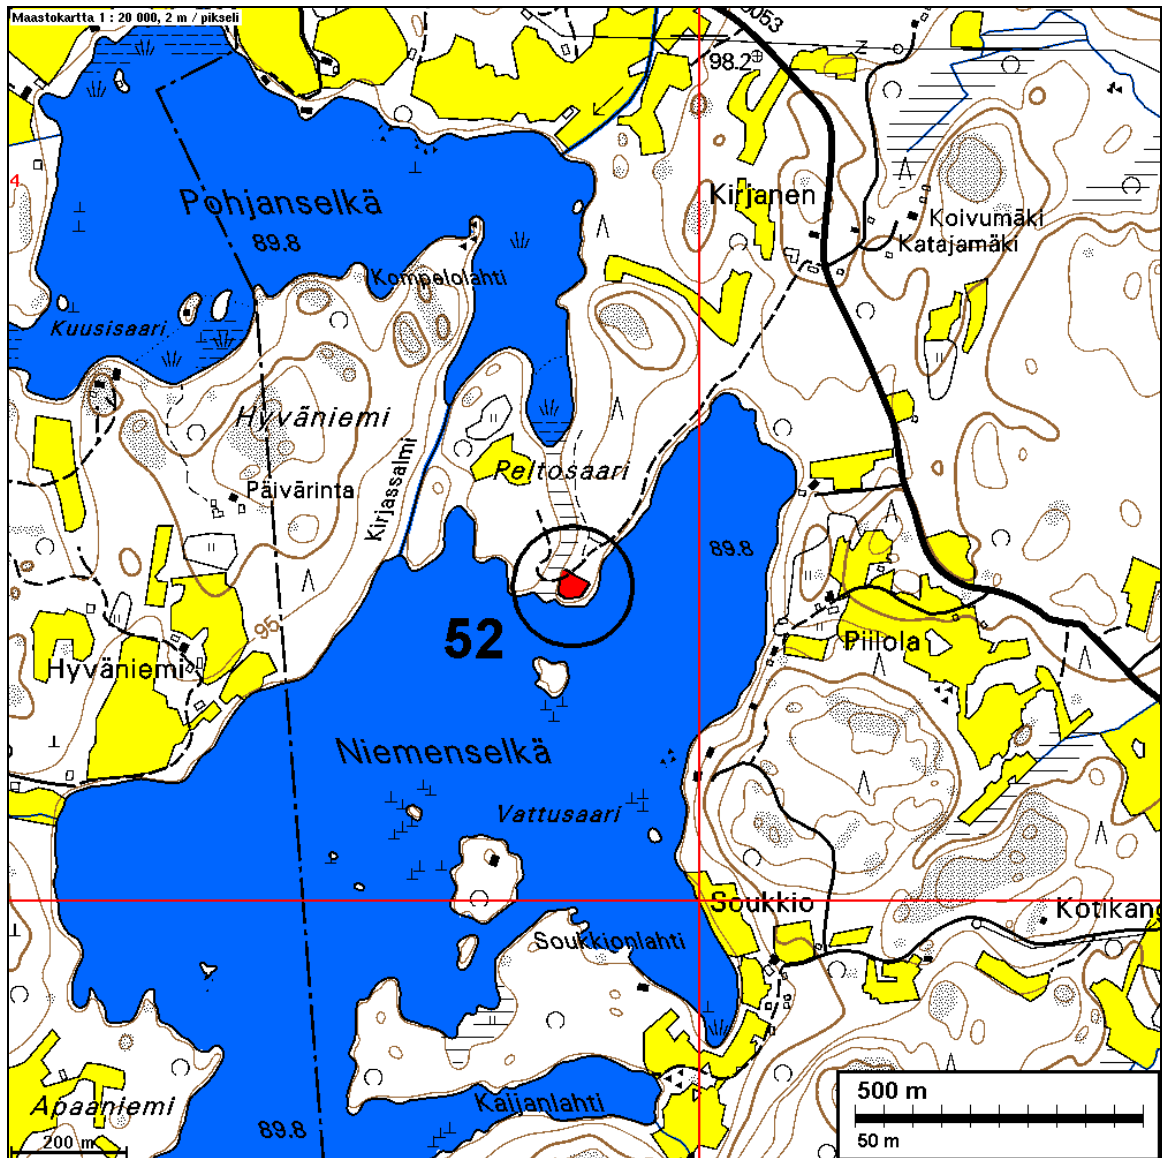 Maastokartta 1 : 20 000, 2 m / pikseli
98.2
4
Pohjanselkä
Kirjanen
Koivumäki
89.8
Katajamäki
Kompelolahti
Kuusisaari
Hyväniemi
Peltosaari
Päivärinta
Kirjassalmi
89.8
95
52
Piilola
Hyväniemi
Niemenselkä
Vattusaari
Soukkio
Kotikang
Soukkionlahti
500 m
Kaijanlahti
Apaaniemi
89.8
200 m
50 m